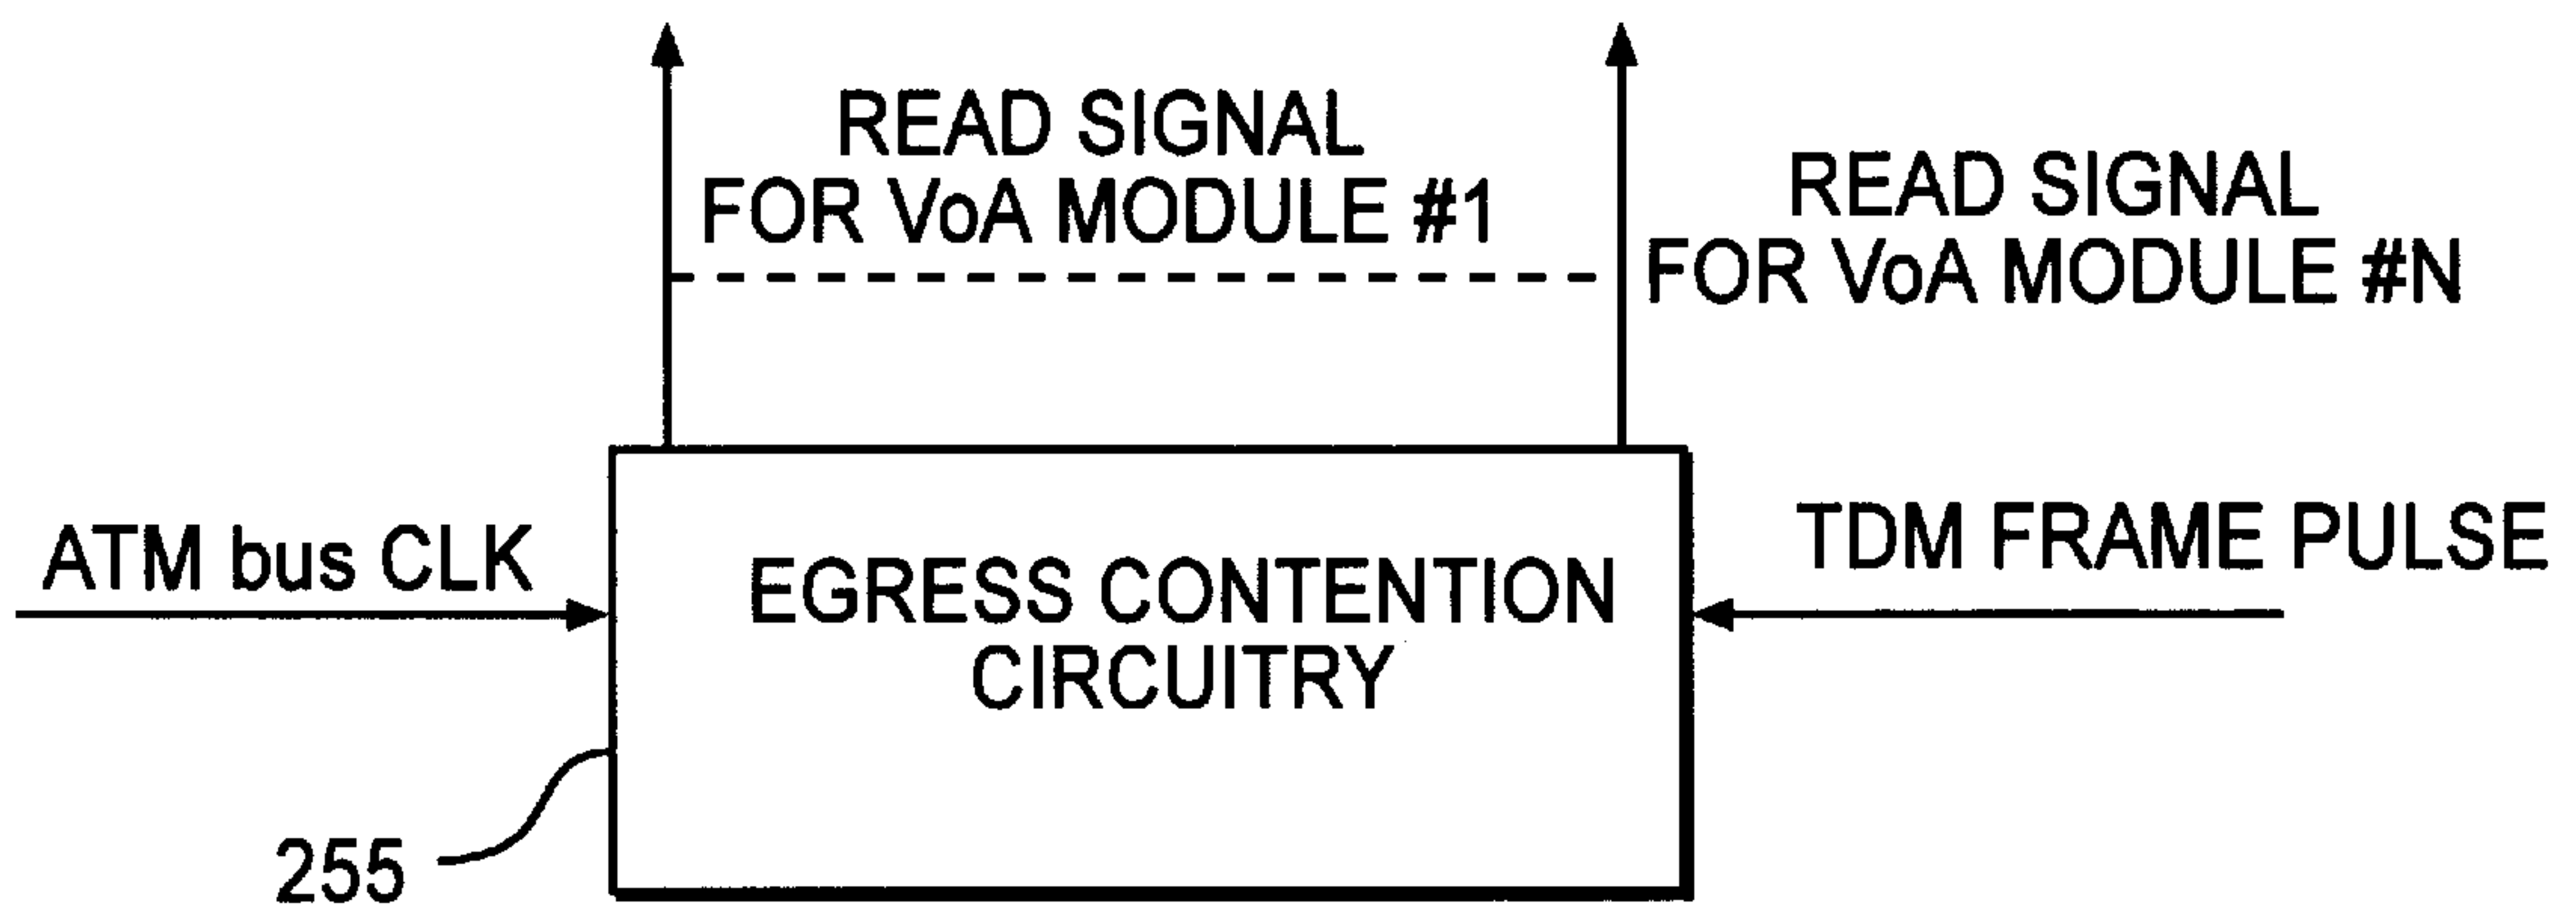 READ SIGNAL
FOR VoA MODULE #1
READ SIGNAL
FOR VoA MODULE #N
ATM bus CLK
TDM FRAME PULSE
EGRESS CONTENTION
CIRCUITRY
255